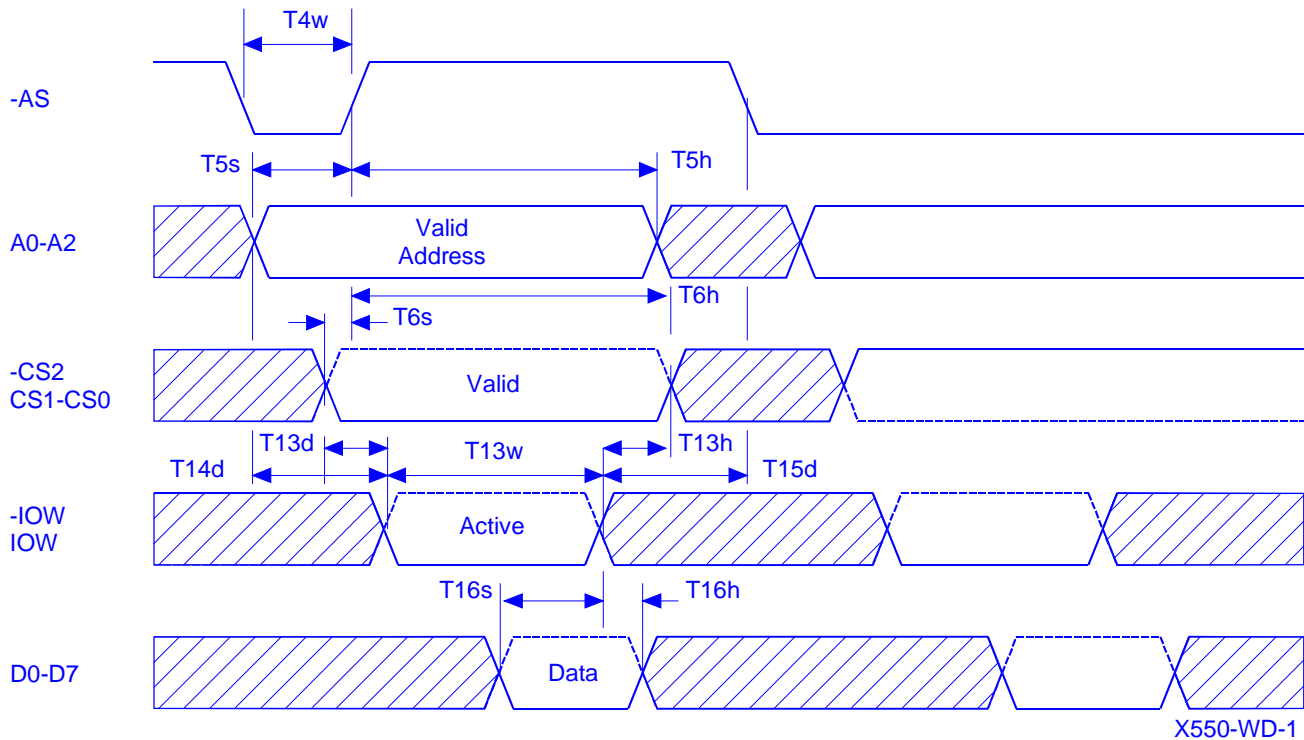 T4w
-AS
T5s
T5h
A0-A2
Valid
Address
T6h
T6s
-CS2
CS1-CS0
Valid
T13d
T13w
T13h
T14d
T15d
-IOW
IOW
Active
T16s
T16h
D0-D7
Data
X550-WD-1